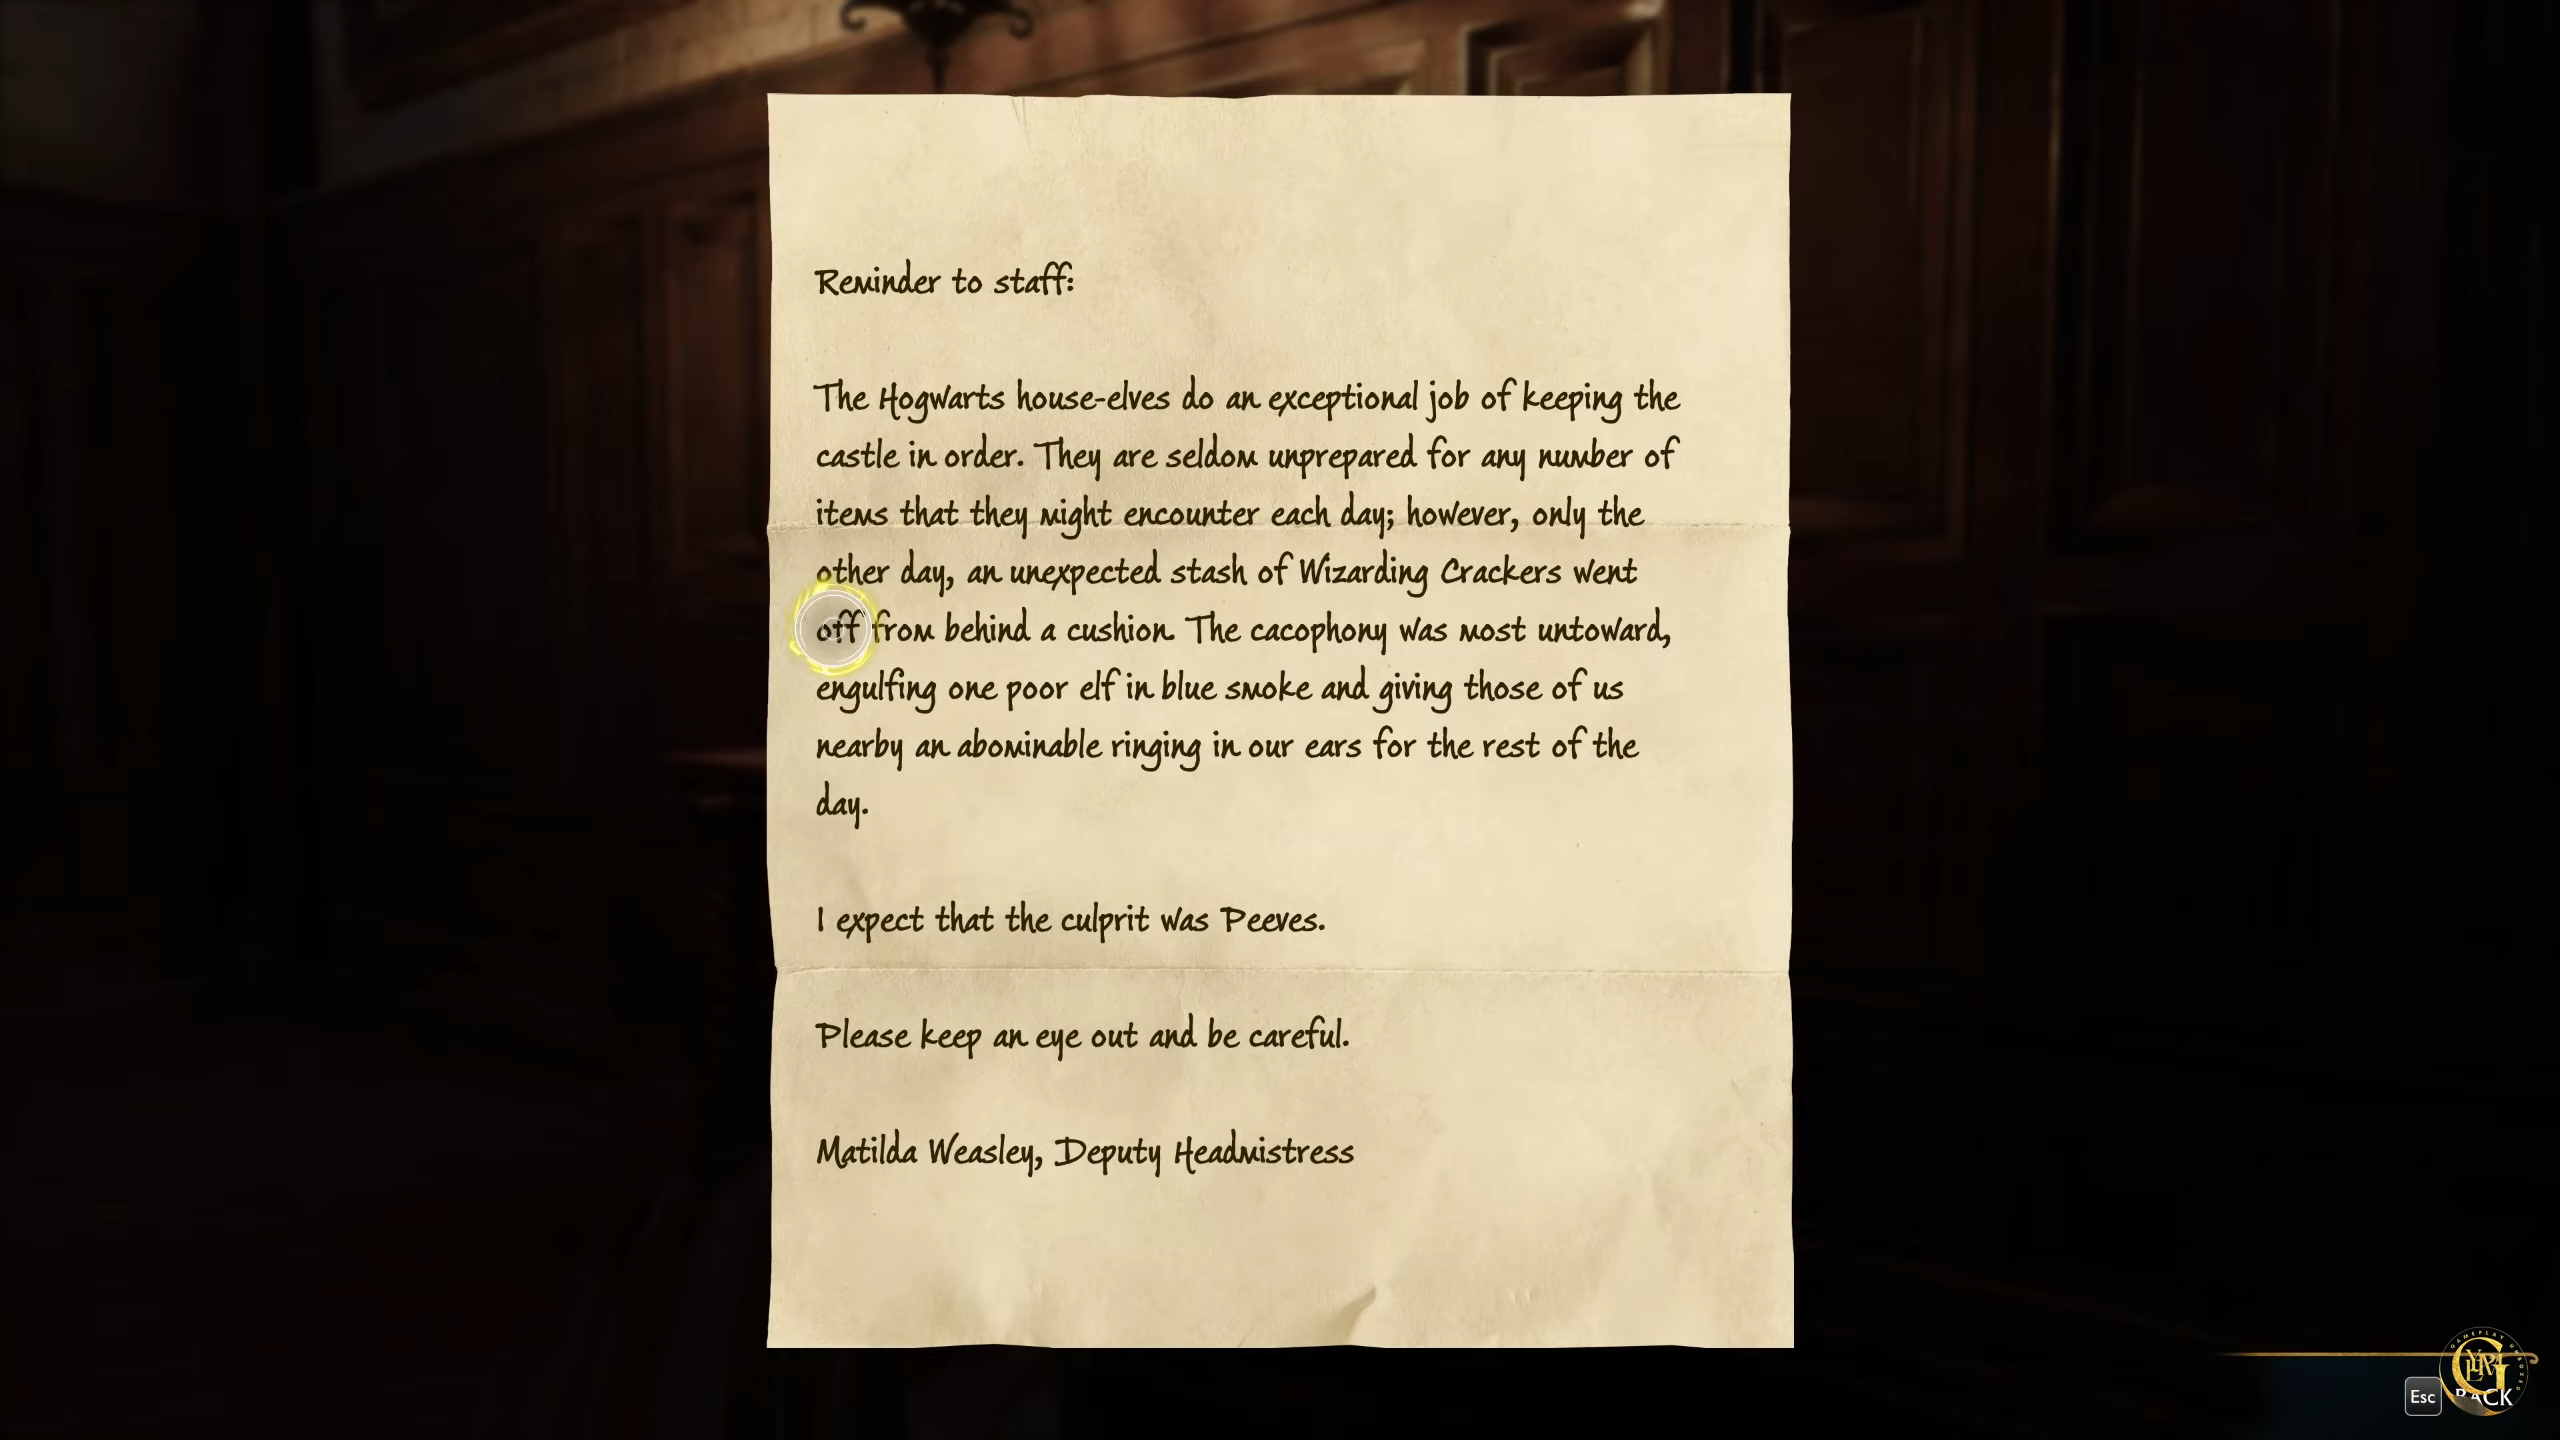 Reminder to staff:
The Hogwarts house-elves do an exceptional job of keeping the
castle in order. They are seldom unprepared for any number of
items that they might encounter each day; however, only the
other day, an unexpected stash of Wizarding Crackers went
off from behind a cushion. The cacophony was most untoward,
engulfing one poor elf in blue smoke and giving those of us
nearby an abominable ringing in our ears for the rest of the
day.
I expect that the culprit was Peeves.
Please keep an eye out and be careful.
Matilda Weasley, Deputy Headmistress
Esc BACK